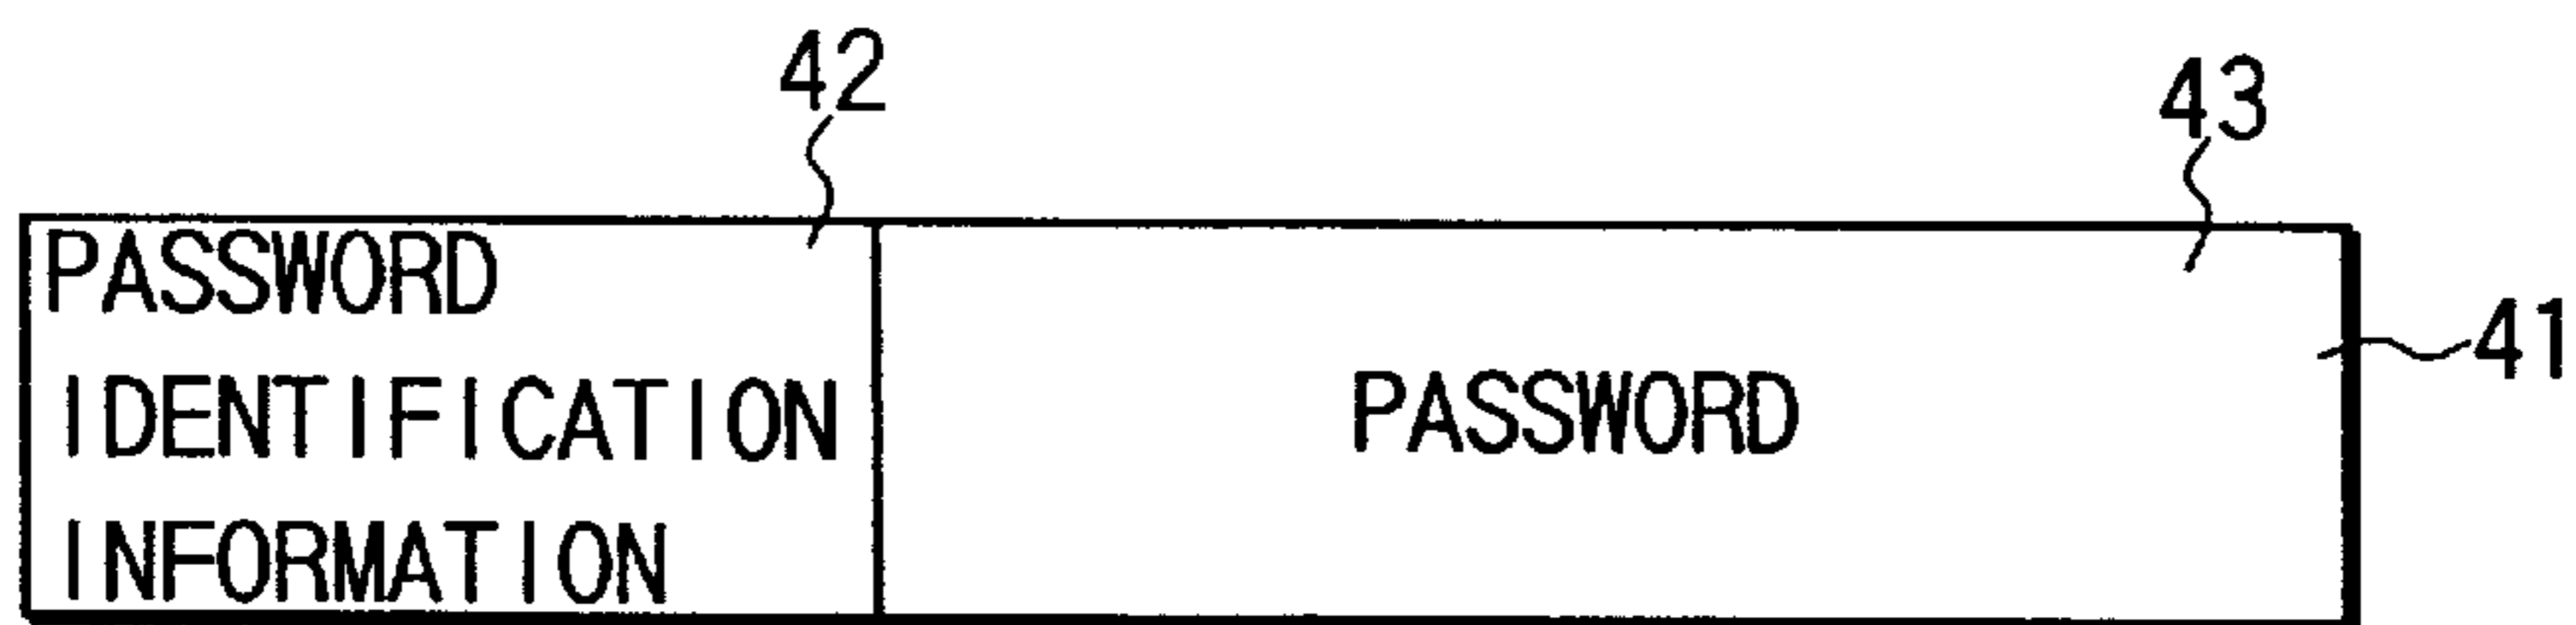 42
43
PASSWORD
IDENTIFICATION
INFORMATION
PASSWORD
41